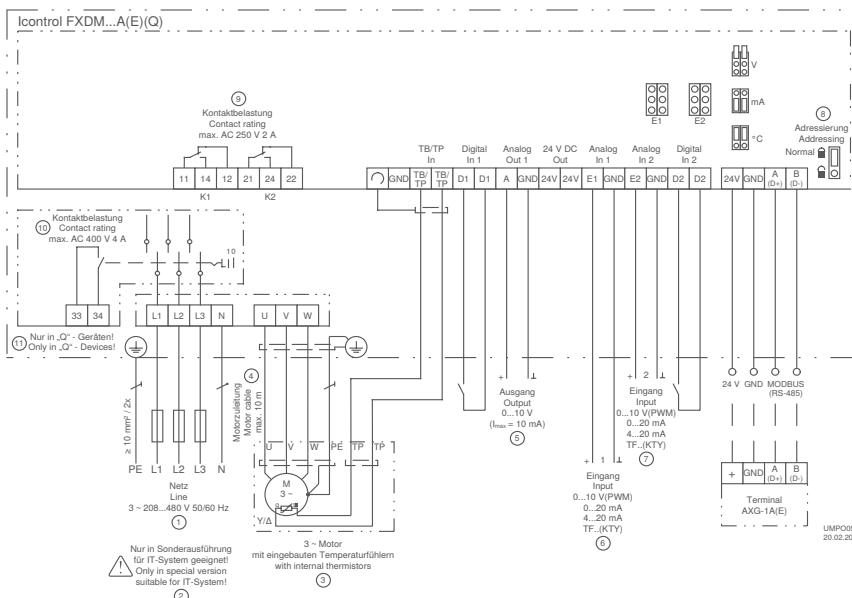 Icontrol FXDM...A(E)(Q)
V
mA
°C
E1
E2
9
Kontaktbelastung
Contact rating
max. AC 250 V 2 A
8
Adressierung
Addressing
Normal
TB/TP
In
Digital
In 1
Analog
Out 1
24 V DC
Out
Analog
In 1
Analog
In 2
Digital
In 2
11 14 12 21 24 22
K1
K2
GND TB/TP TB/TP D1 D1 A GND 24V 24V E1 GND E2 GND D2 D2
24V GND A (D+) B (D-)
10
Kontaktbelastung
Contact rating
max. AC 400 V 4 A
10
33 34
L1 L2 L3 N
U V W
11
Nur in „Q“ - Geräten!
Only in „Q“ - Devices!
≥ 10 mm² / 2x
PE L1 L2 L3 N
Netz
Line
3 ~ 208...480 V 50/60 Hz
1
Nur in Sonderausführung
für IT-System geeignet!
Only in special version
suitable for IT-System!
2
4
Motorzuleitung
Motor cable
max. 10 m
U V W PE TP TP
M
3 ~
Y/Δ
3 ~ Motor
mit eingebauten Temperaturfühlern
with internal thermistors
3
+ ⊥
Ausgang
Output
0...10 V
(Imax = 10 mA)
5
+ 1 ⊥
Eingang
Input
0...10 V(PWM)
0...20 mA
4...20 mA
TF..(KTY)
6
+ 2 ⊥
Eingang
Input
0...10 V(PWM)
0...20 mA
4...20 mA
TF..(KTY)
7
24 V GND MODBUS
(RS-485)
+ GND A (D+) B (D-)
Terminal
AXG-1A(E)